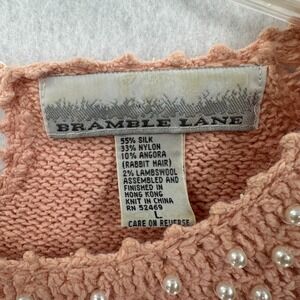 BRAMBLE LANE
55% SILK
33% NYLON
10% ANGORA
(RABBIT HAIR)
2% LAMBSWOOL
ASSEMBLED AND
FINISHED IN
HONG KONG
KNIT IN CHINA
RN 52469
L
CARE ON REVERSE